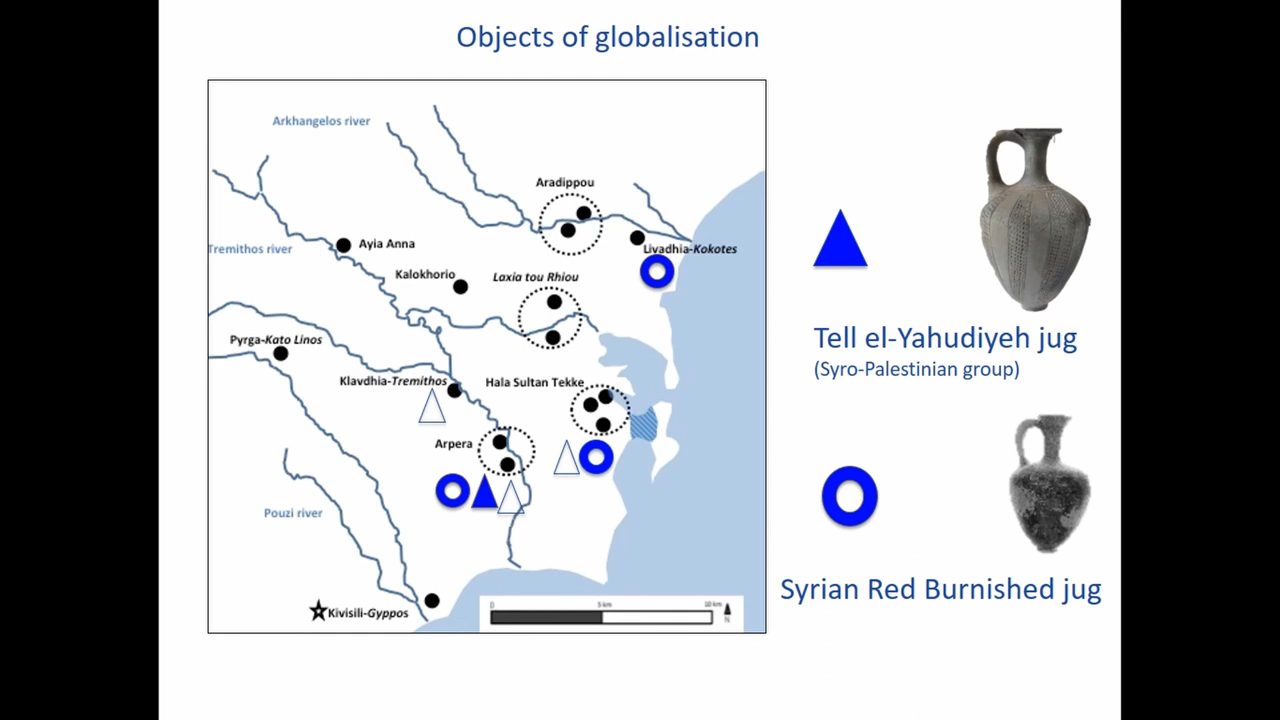 Objects of globalisation
Arkhangelos river
Aradippou
Tremithos river
Ayia Anna
Livadhia-Kokotes
Kalokhorio
Laxia tou Rhiou
Pyrga-Kato Linos
Klavdhia-Tremithos
Hala Sultan Tekke
Arpera
Pouzi river
Kivisili-Gyppos
0
5 km
10 km
N
Tell el-Yahudiyeh jug
(Syro-Palestinian group)
Syrian Red Burnished jug